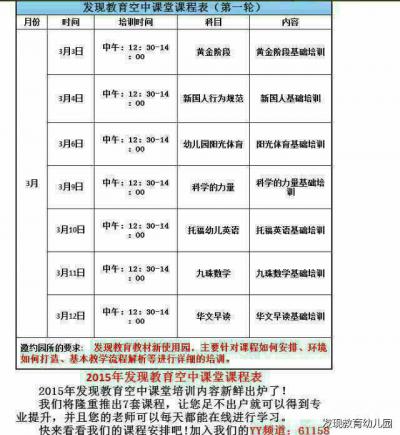 发现教育空中课堂课程表（第一轮）
月份 时间 培训时间 科目 内容
3月
3月3日 中午：12：30-14：00 黄金阶段 黄金阶段基础培训
3月4日 中午：12：30-14：00 新国人行为规范 新国人基础培训
3月6日 中午：12：30-14：00 幼儿园阳光体育 阳光体育基础培训
3月9日 中午：12：30-14：00 科学的力量 科学的力量基础培训
3月10日 中午：12：30-14：00 托福幼儿英语 托福英语基础培训
3月11日 中午：12：30-14：00 九珠数学 九珠数学基础培训
3月12日 中午：12：30-14：00 华文早读 华文早读基础培训
邀约园所的要求： 发现教育教材新使用园，主要针对课程如何安排、环境
如何打造、基本教学流程解析等进行详细的培训。
2015年发现教育空中课堂课程表
2015年发现教育空中课堂培训内容新鲜出炉了！
我们将隆重推出7套课程，让您足不出户就可以得到专
业提升，并且您的老师可以每天都能在线进行学习。
快来看看我们的课程安排吧！加入我们的YY频道：61158
发现教育幼儿园